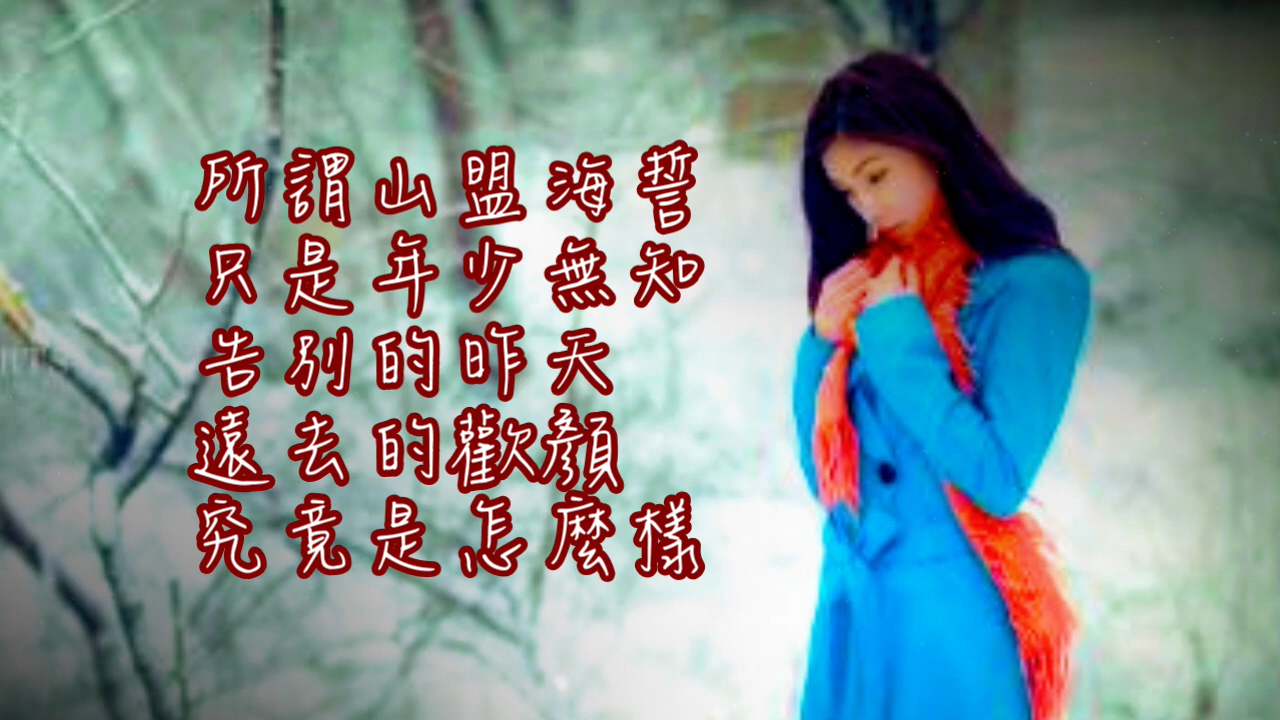 所謂山盟海誓
只是年少無知
告別的昨天
遠去的歡顏
究竟是怎麼樣